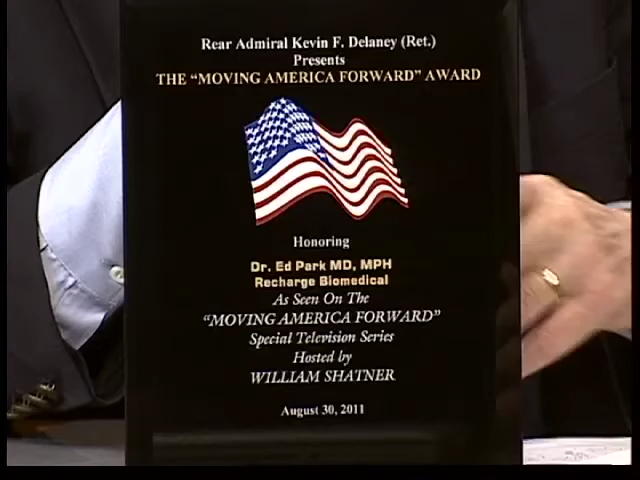 Rear Admiral Kevin F. Delaney (Ret.)
Presents
THE "MOVING AMERICA FORWARD" AWARD
Honoring
Dr. Ed Park MD, MPH
Recharge Biomedical
As Seen On The
"MOVING AMERICA FORWARD"
Special Television Series
Hosted by
WILLIAM SHATNER
August 30, 2011